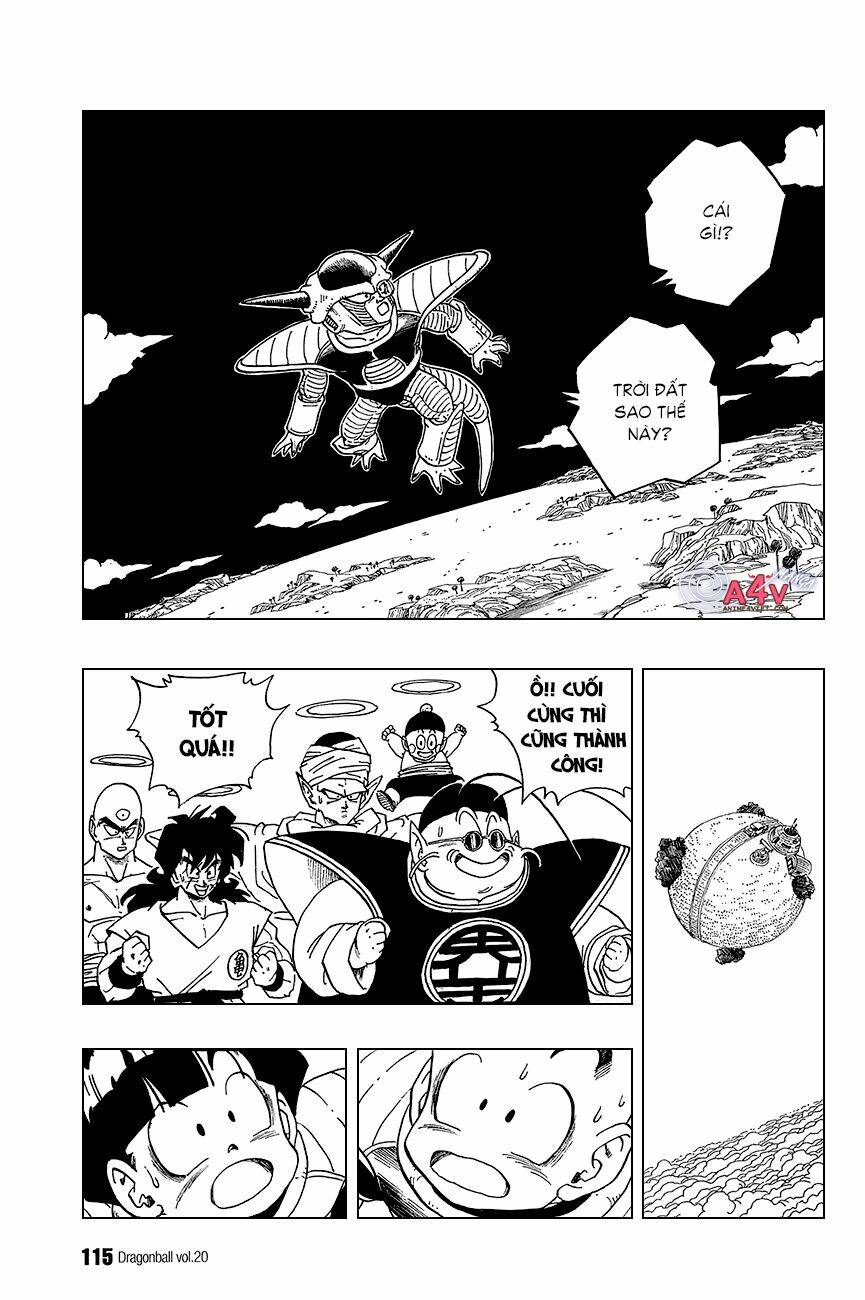 CÁI
GÌ!?
TRỜI ĐẤT
SAO THẾ
NÀY?
A4V
Ồ!! CUỐI
CÙNG THÌ
CŨNG THÀNH
CÔNG!
TỐT
QUÁ!!
115 Dragonball vol.20